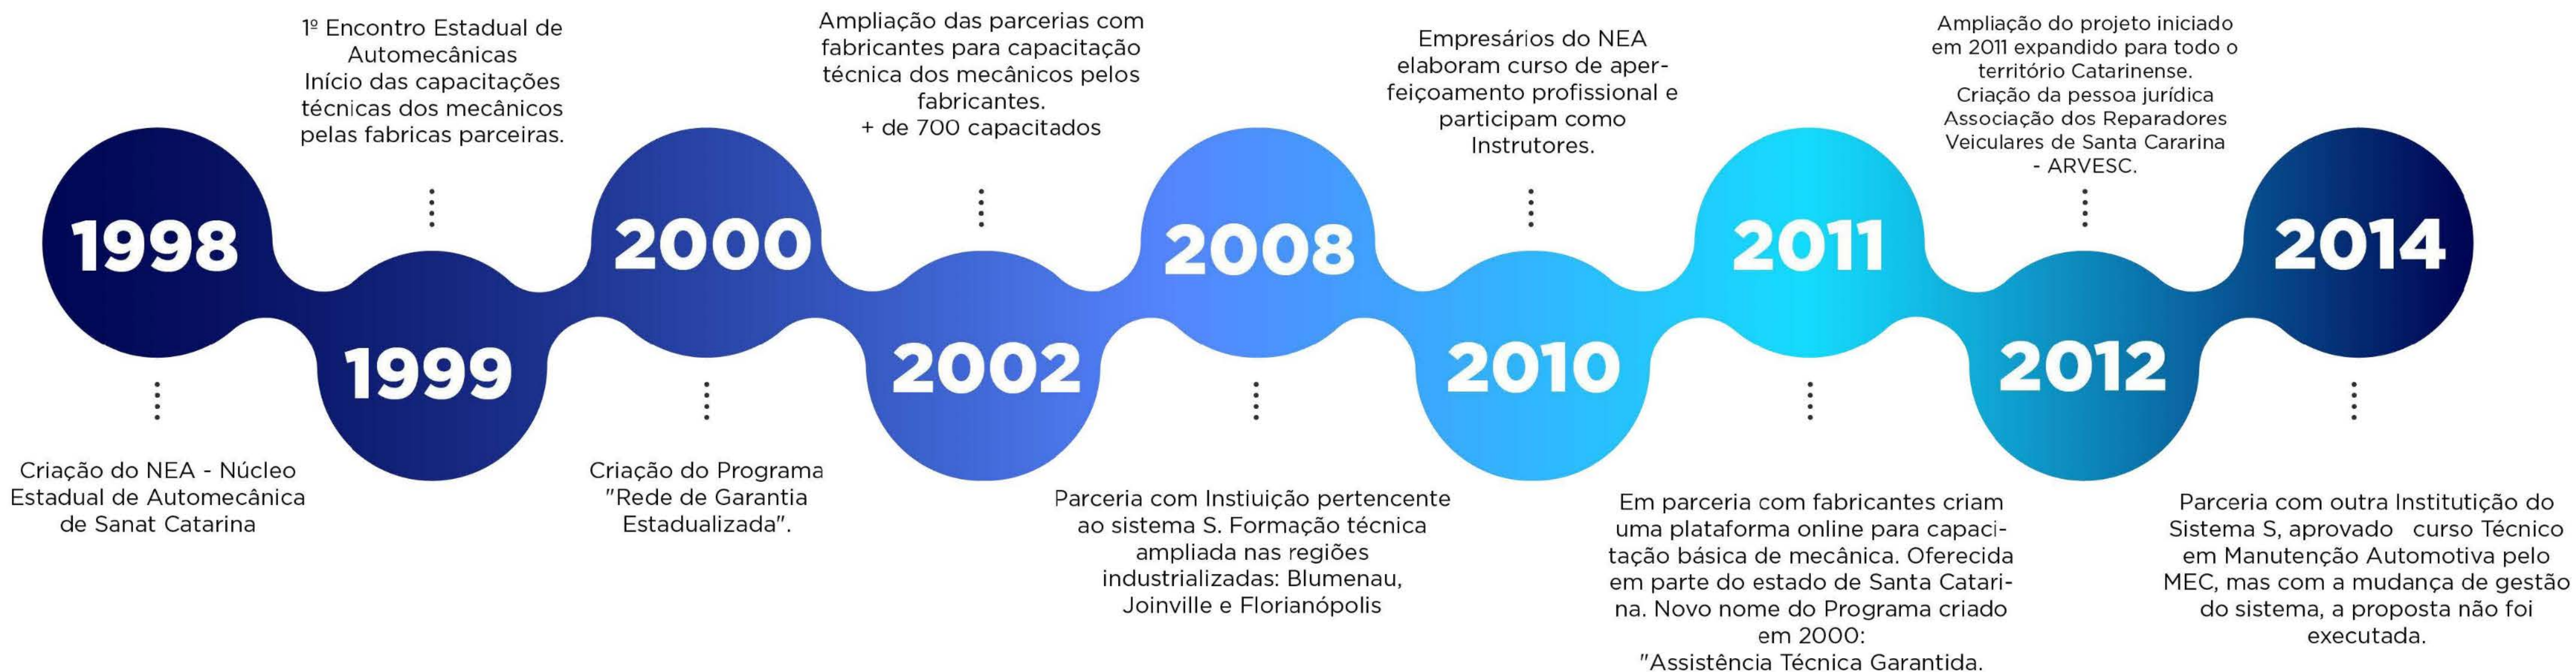 1998
Criação do NEA - Núcleo
Estadual de Automecânica
de Sanat Catarina
1º Encontro Estadual de
Automecânicas
Início das capacitações
técnicas dos mecânicos
pelas fabricas parceiras.
1999
2000
Criação do Programa
"Rede de Garantia
Estadualizada".
Ampliação das parcerias com
fabricantes para capacitação
técnica dos mecânicos pelos
fabricantes.
+ de 700 capacitados
2002
2008
Parceria com Instiuição pertencente
ao sistema S. Formação técnica
ampliada nas regiões
industrializadas: Blumenau,
Joinville e Florianópolis
Empresários do NEA
elaboram curso de aper-
feiçoamento profissional e
participam como
Instrutores.
2010
2011
Em parceria com fabricantes criam
uma plataforma online para capaci-
tação básica de mecânica. Oferecida
em parte do estado de Santa Catari-
na. Novo nome do Programa criado
em 2000:
"Assistência Técnica Garantida.
Ampliação do projeto iniciado
em 2011 expandido para todo o
território Catarinense.
Criação da pessoa jurídica
Associação dos Reparadores
Veiculares de Santa Cararina
- ARVESC.
2012
2014
Parceria com outra Institutição do
Sistema S, aprovado curso Técnico
em Manutenção Automotiva pelo
MEC, mas com a mudança de gestão
do sistema, a proposta não foi
executada.